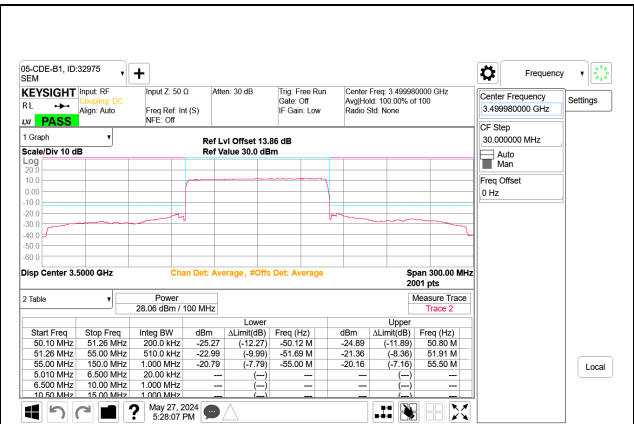 05-CDE-B1, ID:32975
SEM
Frequency
KEYSIGHT Input: RF Input Z: 50 Ω Atten: 30 dB Trig: Free Run Center Freq: 3.499980000 GHz
Coupling: DC Gate: Off Avg|Hold: 100.00% of 100
R L Align: Auto Freq Ref: Int (S) IF Gain: Low Radio Std: None
NFE: Off
LXI PASS
Center Frequency
3.499980000 GHz
Settings
CF Step
30.000000 MHz
Auto
Man
Freq Offset
0 Hz
1 Graph
Ref Lvl Offset 13.86 dB
Scale/Div 10 dB Ref Value 30.0 dBm
Log
20.0
10.0
0.00
-10.0
-20.0
-30.0
-40.0
-50.0
-60.0
Disp Center 3.5000 GHz Chan Det: Average , #Offs Det: Average Span 300.00 MHz
2001 pts
2 Table Power Measure Trace
28.06 dBm / 100 MHz Trace 2
Lower Upper
Start Freq Stop Freq Integ BW dBm ΔLimit(dB) Freq (Hz) dBm ΔLimit(dB) Freq (Hz)
50.10 MHz 51.26 MHz 200.0 kHz -25.27 (-12.27) -50.12 M -24.89 (-11.89) 50.80 M
51.26 MHz 55.00 MHz 510.0 kHz -22.99 (-9.99) -51.69 M -21.36 (-8.36) 51.91 M
55.00 MHz 150.0 MHz 1.000 MHz -20.79 (-7.79) -55.00 M -20.16 (-7.16) 55.50 M
5.010 MHz 6.500 MHz 20.00 kHz --- (---) --- --- (---) ---
6.500 MHz 10.00 MHz 1.000 MHz --- (---) --- --- (---) ---
10.50 MHz 15.00 MHz 1.000 MHz --- (---) --- --- (---) ---
Local
? May 27, 2024
5:28:07 PM